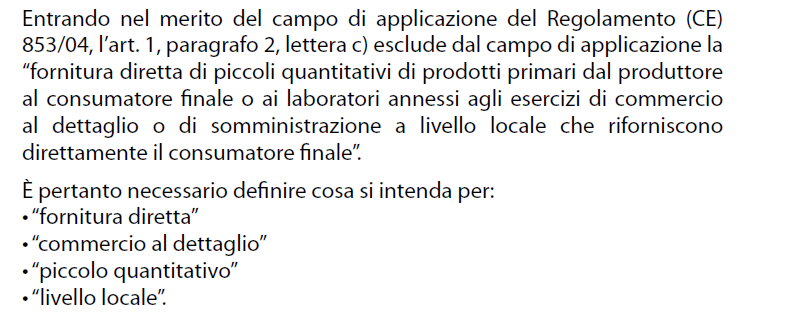 Entrando nel merito del campo di applicazione del Regolamento (CE)
853/04, l’art. 1, paragrafo 2, lettera c) esclude dal campo di applicazione la
“fornitura diretta di piccoli quantitativi di prodotti primari dal produttore
al consumatore finale o ai laboratori annessi agli esercizi di commercio
al dettaglio o di somministrazione a livello locale che riforniscono
direttamente il consumatore finale”.
È pertanto necessario definire cosa si intenda per:
• “fornitura diretta”
• “commercio al dettaglio”
• “piccolo quantitativo”
• “livello locale”.